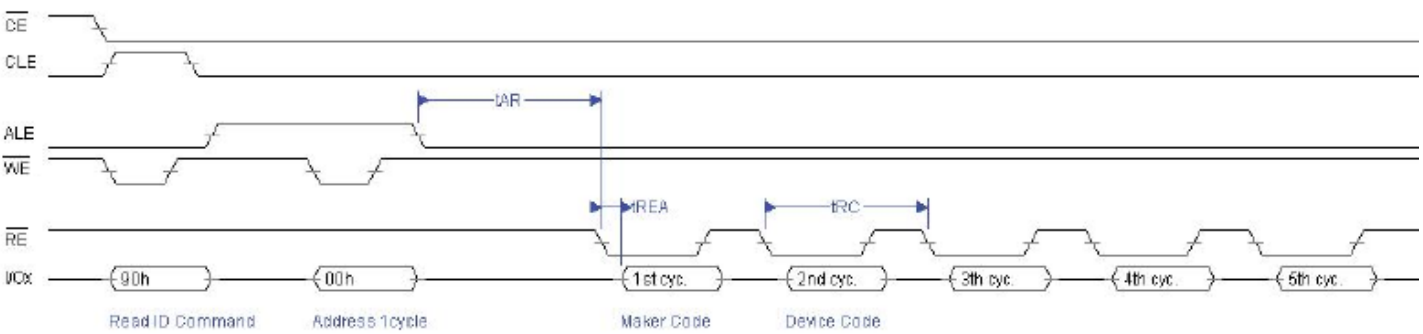 CE
CLE
tAR
ALE
WE
tREA
tRC
RE
I/Ox
90h
00h
1st cyc.
2nd cyc.
3th cyc.
4th cyc.
5th cyc.
Read ID Command
Address 1cycle
Maker Code
Device Code